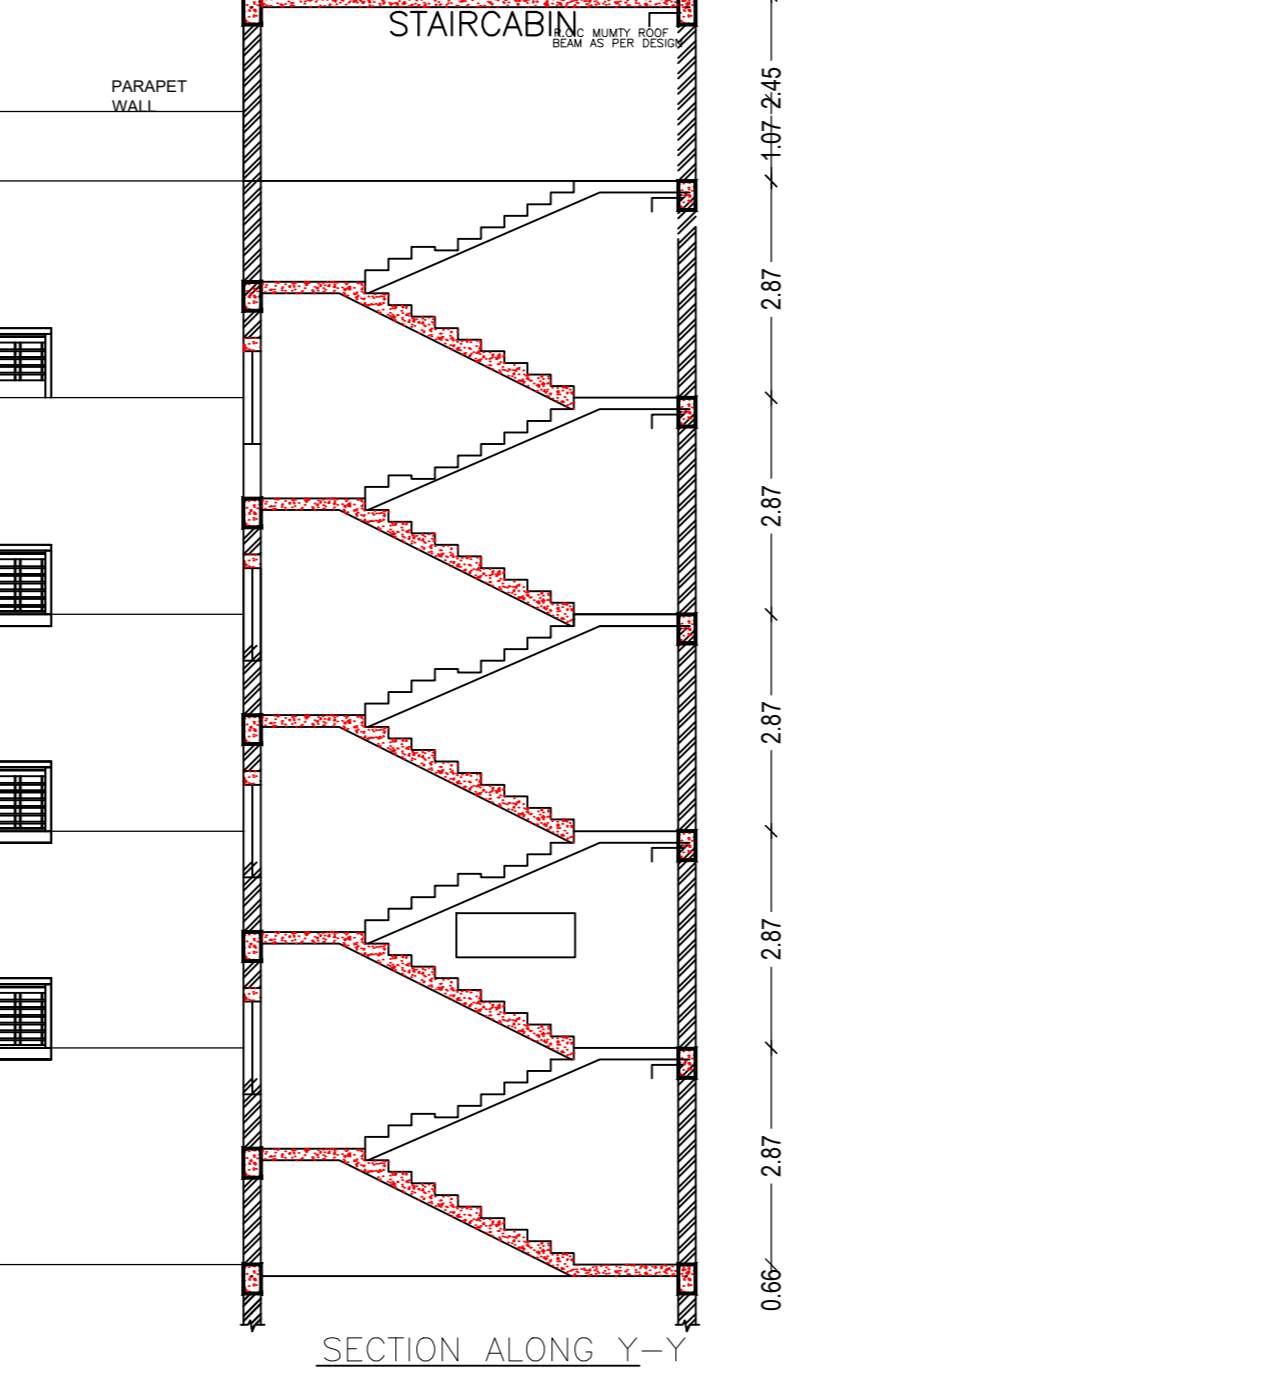 STAIRCABIN
R.C.C MUMTY ROOF
BEAM AS PER DESIGN
PARAPET
WALL
2.45
1.07
2.87
2.87
2.87
2.87
2.87
0.66
SECTION ALONG Y-Y